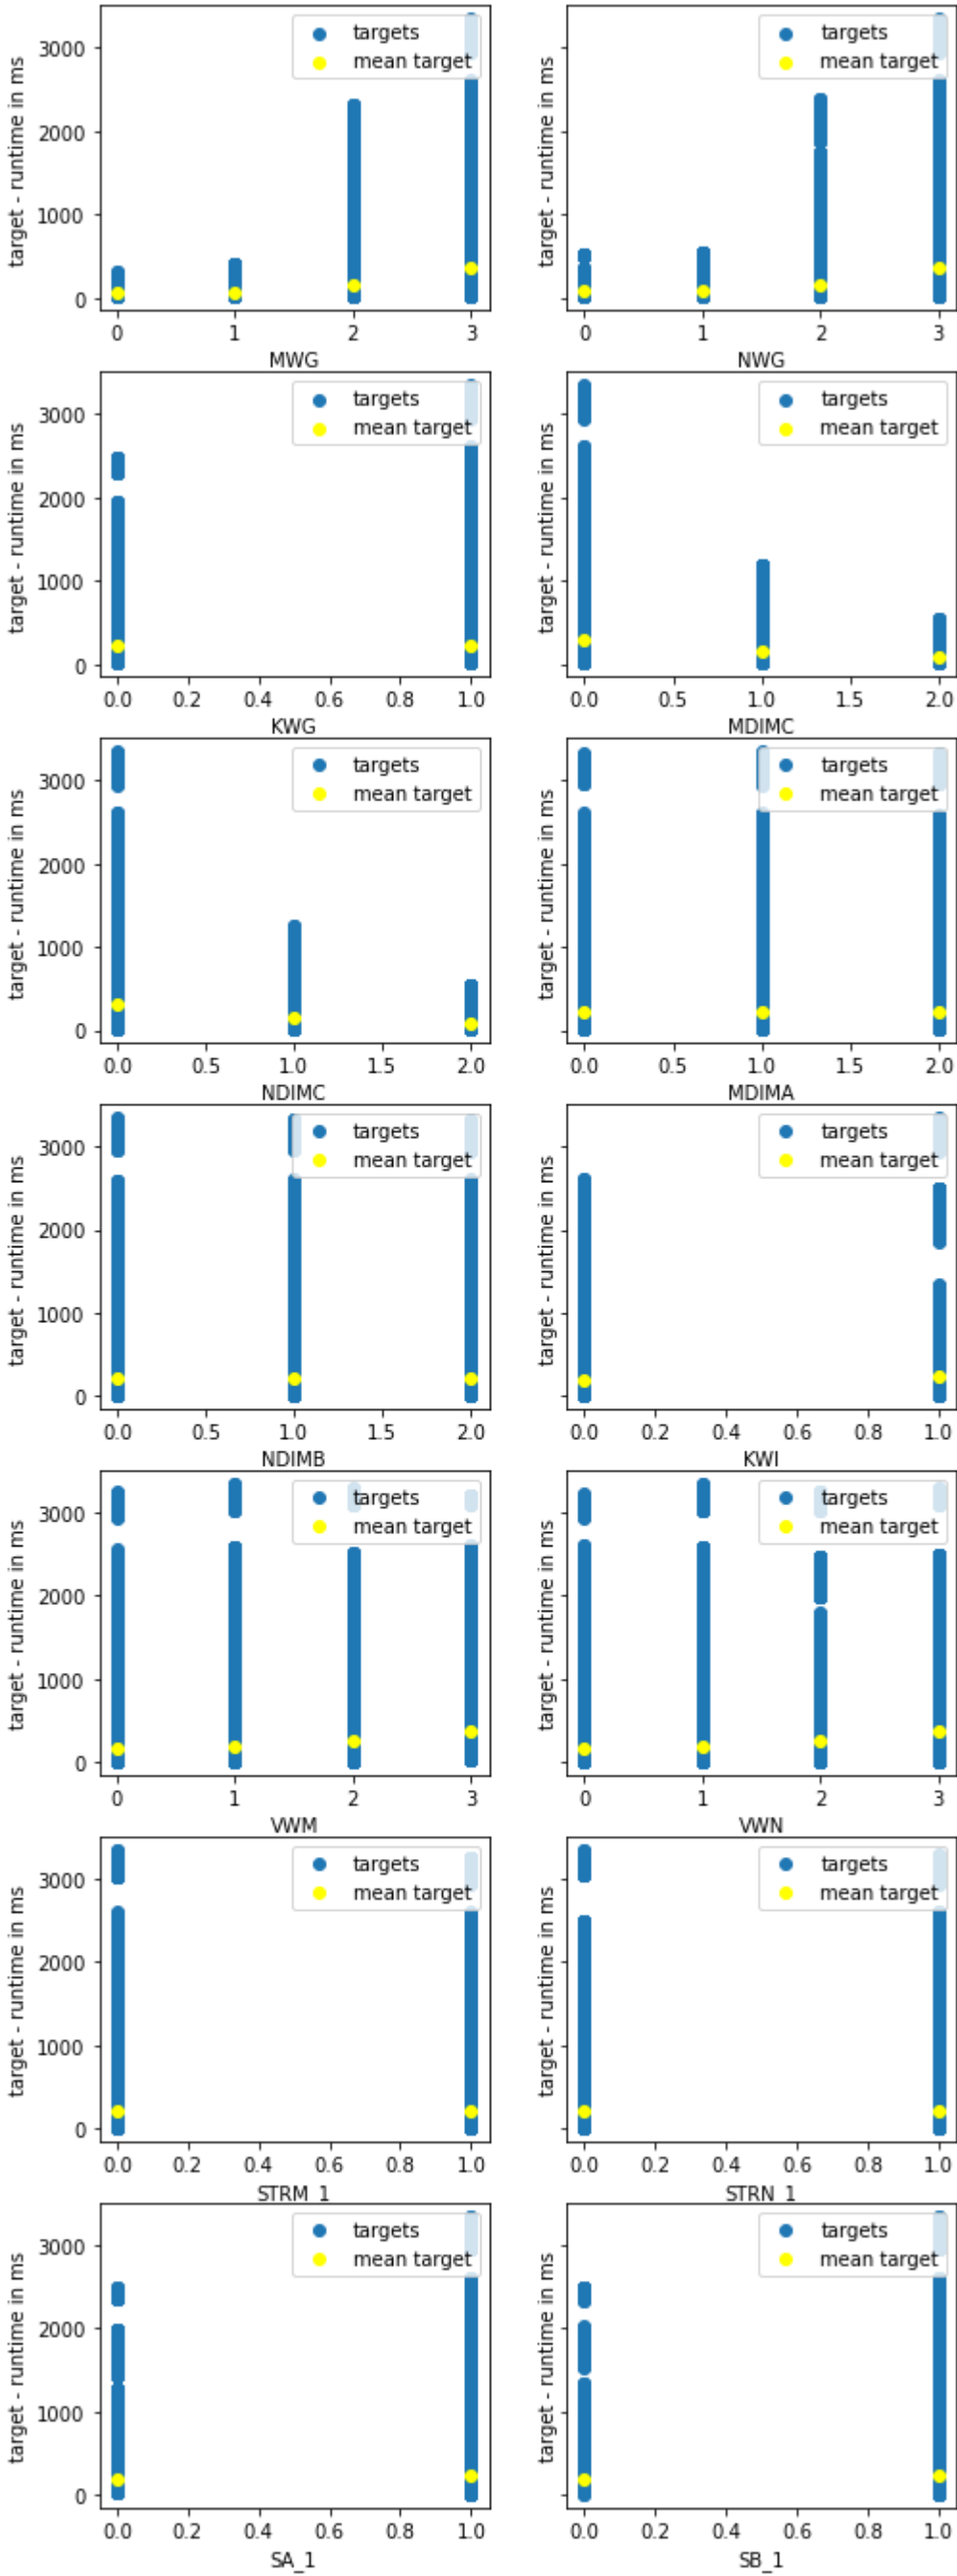 targets
mean target
target - runtime in ms
3000
2000
1000
0
0 1 2 3
MWG
targets
mean target
target - runtime in ms
0 1 2 3
NWG
targets
mean target
target - runtime in ms
3000
2000
1000
0
0.0 0.2 0.4 0.6 0.8 1.0
KWG
targets
mean target
target - runtime in ms
0.0 0.5 1.0 1.5 2.0
MDIMC
targets
mean target
target - runtime in ms
3000
2000
1000
0
0.0 0.5 1.0 1.5 2.0
NDIMC
targets
mean target
target - runtime in ms
0.0 0.5 1.0 1.5 2.0
MDIMA
targets
mean target
target - runtime in ms
3000
2000
1000
0
0.0 0.5 1.0 1.5 2.0
NDIMB
targets
mean target
target - runtime in ms
0.0 0.2 0.4 0.6 0.8 1.0
KWI
targets
mean target
target - runtime in ms
3000
2000
1000
0
0 1 2 3
VWM
targets
mean target
target - runtime in ms
0 1 2 3
VWN
targets
mean target
target - runtime in ms
3000
2000
1000
0
0.0 0.2 0.4 0.6 0.8 1.0
STRM_1
targets
mean target
target - runtime in ms
0.0 0.2 0.4 0.6 0.8 1.0
STRN_1
targets
mean target
target - runtime in ms
3000
2000
1000
0
0.0 0.2 0.4 0.6 0.8 1.0
SA_1
targets
mean target
target - runtime in ms
0.0 0.2 0.4 0.6 0.8 1.0
SB_1